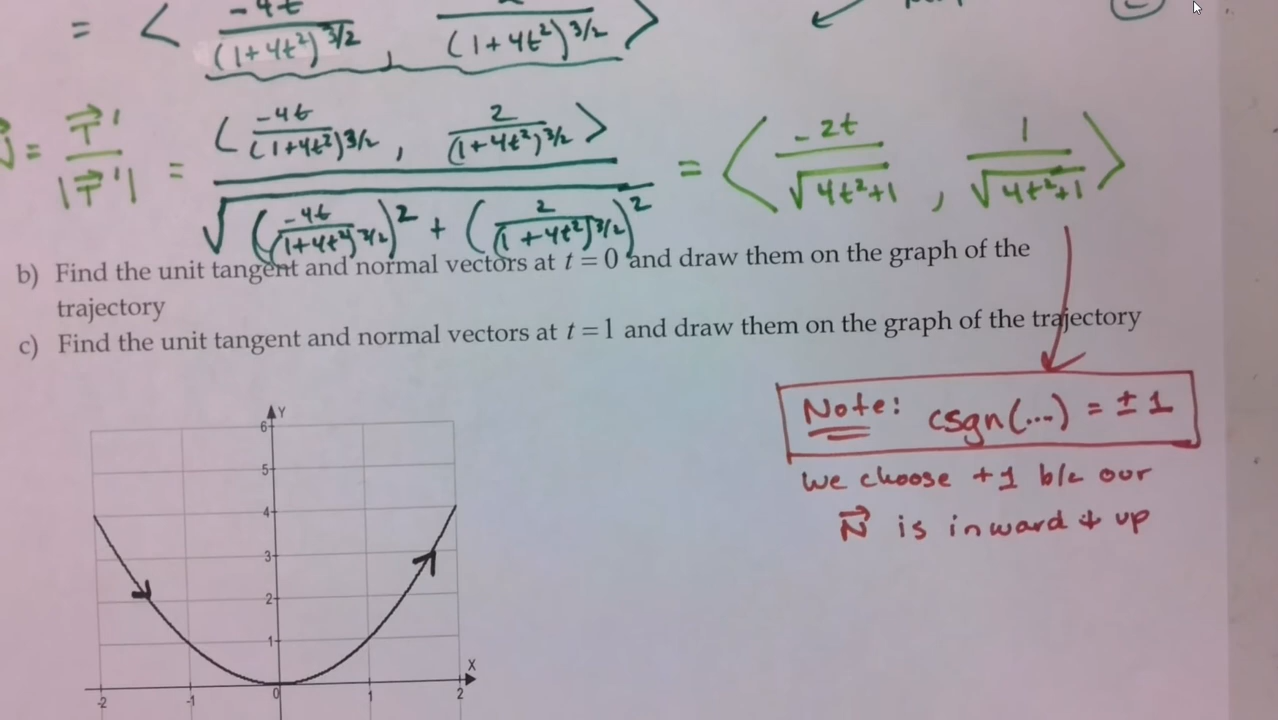 = < -4t/(1+4t²)^3/2 , /(1+4t²)^3/2 >
= T⃗'/|T⃗'| = <-4t/(1+4t²)^3/2 , 2/(1+4t²)^3/2> / √((-4t/(1+4t²)^3/2)² + (2/(1+4t²)^3/2)²) = < -2t/√4t²+1 , 1/√4t²+1 >
b) Find the unit tangent and normal vectors at t = 0 and draw them on the graph of the
trajectory
c) Find the unit tangent and normal vectors at t = 1 and draw them on the graph of the trajectory
Note: csgn(...) = ± 1
we choose +1 b/c our
N⃗ is inward + up
Y
6
5
4
3
2
1
X
-2 -1 0 1 2